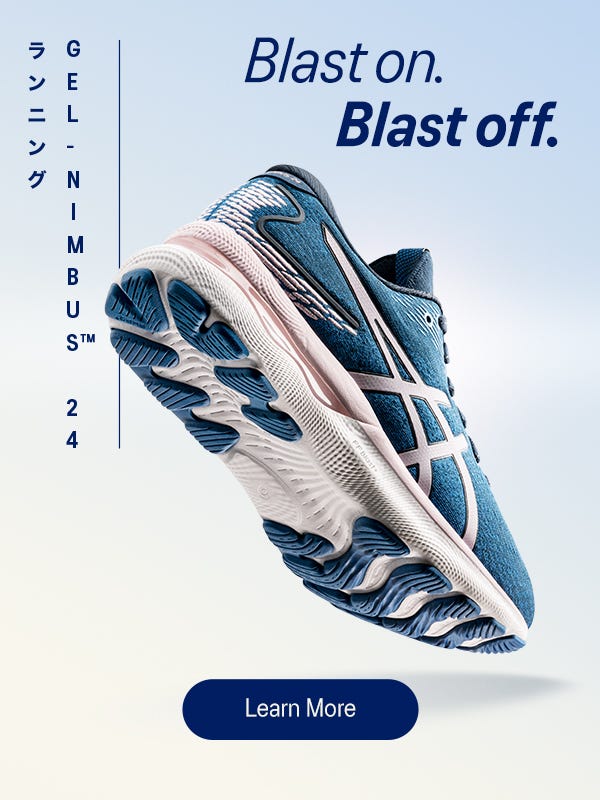 ランニング
GEL-NIMBUS™ 24
Blast on.
Blast off.
Learn More